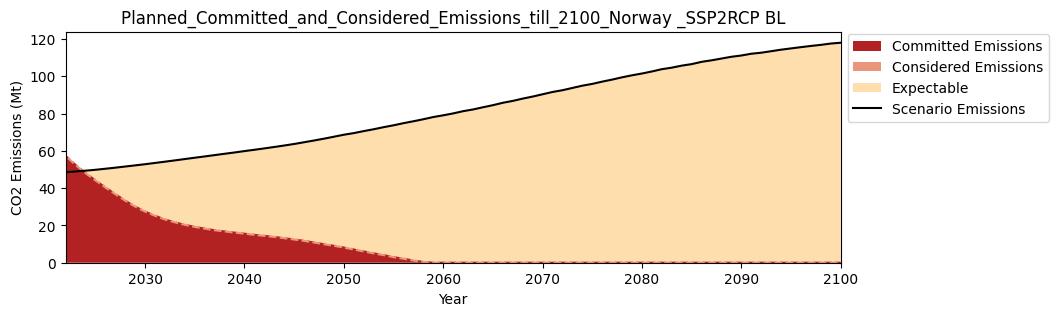 Planned_Committed_and_Considered_Emissions_till_2100_Norway _SSP2RCP BL
120
100
80
60
40
20
0
CO2 Emissions (Mt)
2030 2040 2050 2060 2070 2080 2090 2100
Year
Committed Emissions
Considered Emissions
Expectable
Scenario Emissions